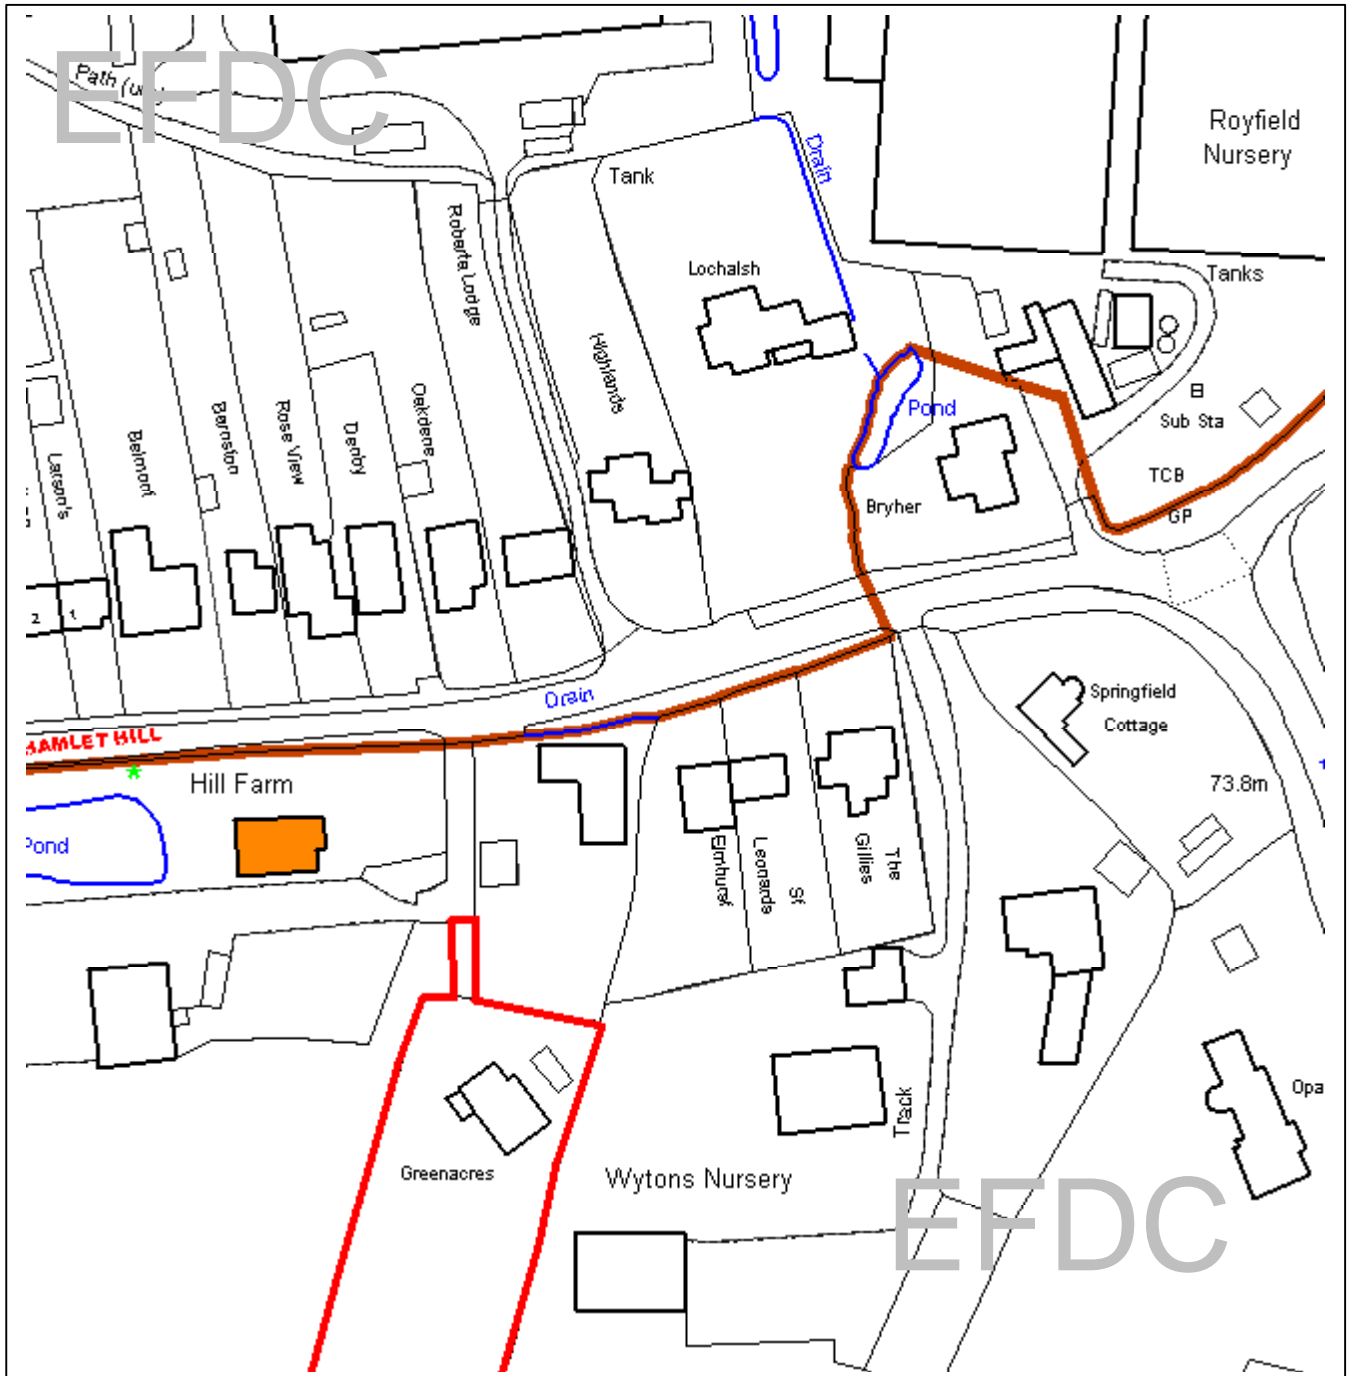 EFDC
Path (u
Royfield
Nursery
Drain
Tank
Roberta Lodge
Lochalsh
Tanks
Highlands
Pond
Sub Sta
Oakdene
Denby
Rose View
Barnston
Belmont
Larson's
TCB
GP
Bryher
2
1
Drain
Springfield
Cottage
HAMLET HILL
Hill Farm
73.8m
Pond
The
Gillies
St
Leonards
Elmhurst
Opa
Track
Greenacres
Wytons Nursery
EFDC